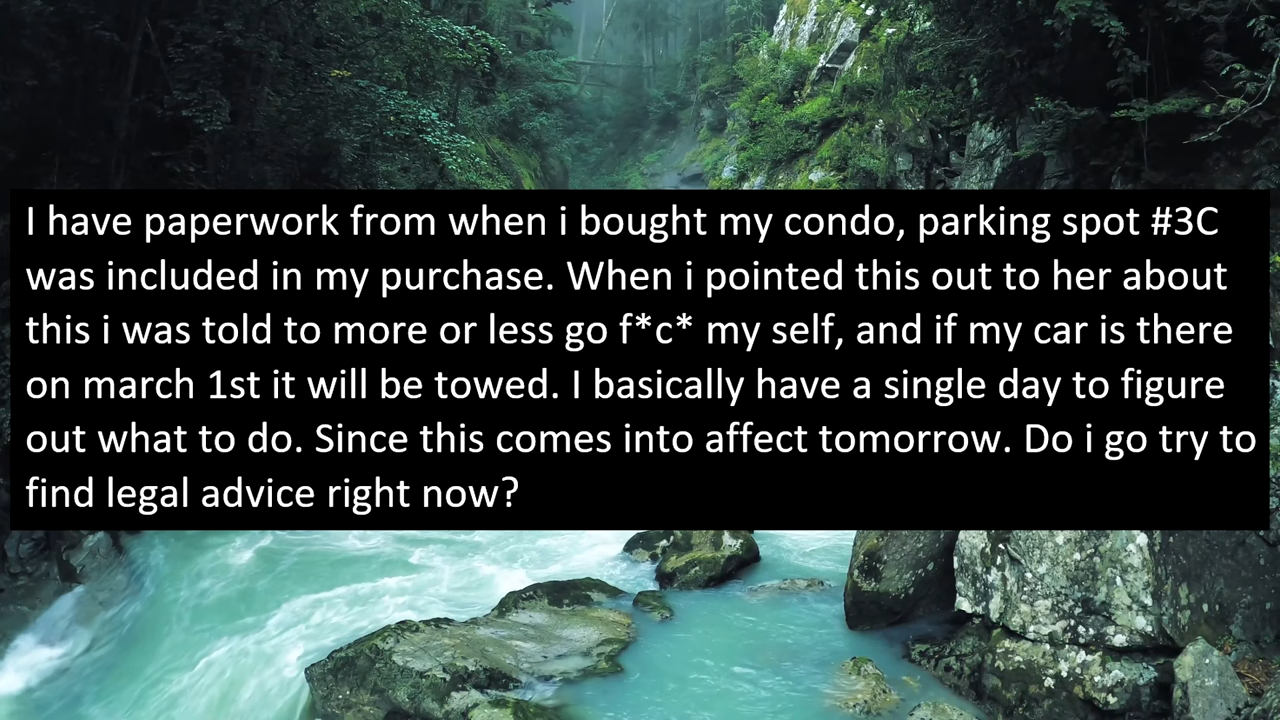 I have paperwork from when i bought my condo, parking spot #3C
was included in my purchase. When i pointed this out to her about
this i was told to more or less go f*c* my self, and if my car is there
on march 1st it will be towed. I basically have a single day to figure
out what to do. Since this comes into affect tomorrow. Do i go try to
find legal advice right now?